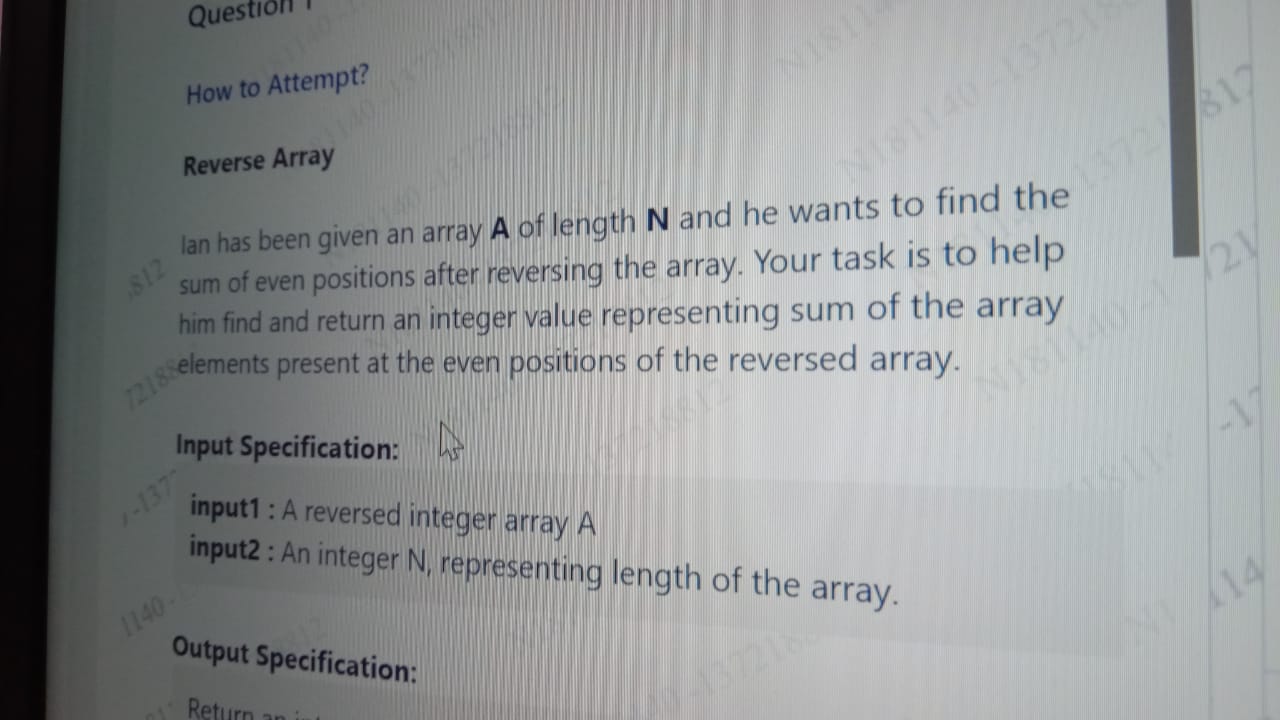 Question 1
How to Attempt?
Reverse Array
Ian has been given an array A of length N and he wants to find the
sum of even positions after reversing the array. Your task is to help
him find and return an integer value representing sum of the array
elements present at the even positions of the reversed array.
Input Specification:
input1 : A reversed integer array A
input2 : An integer N, representing length of the array.
Output Specification:
Return an